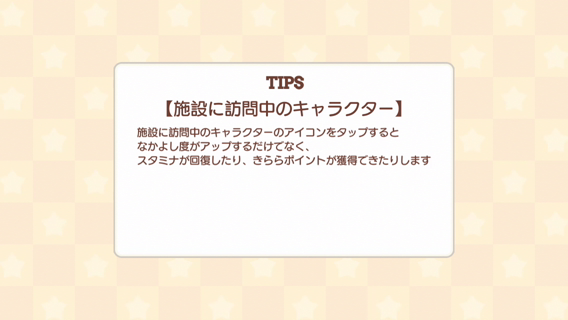 TIPS
【施設に訪問中のキャラクター】
施設に訪問中のキャラクターのアイコンをタップすると
なかよし度がアップするだけでなく、
スタミナが回復したり、きららポイントが獲得できたりします